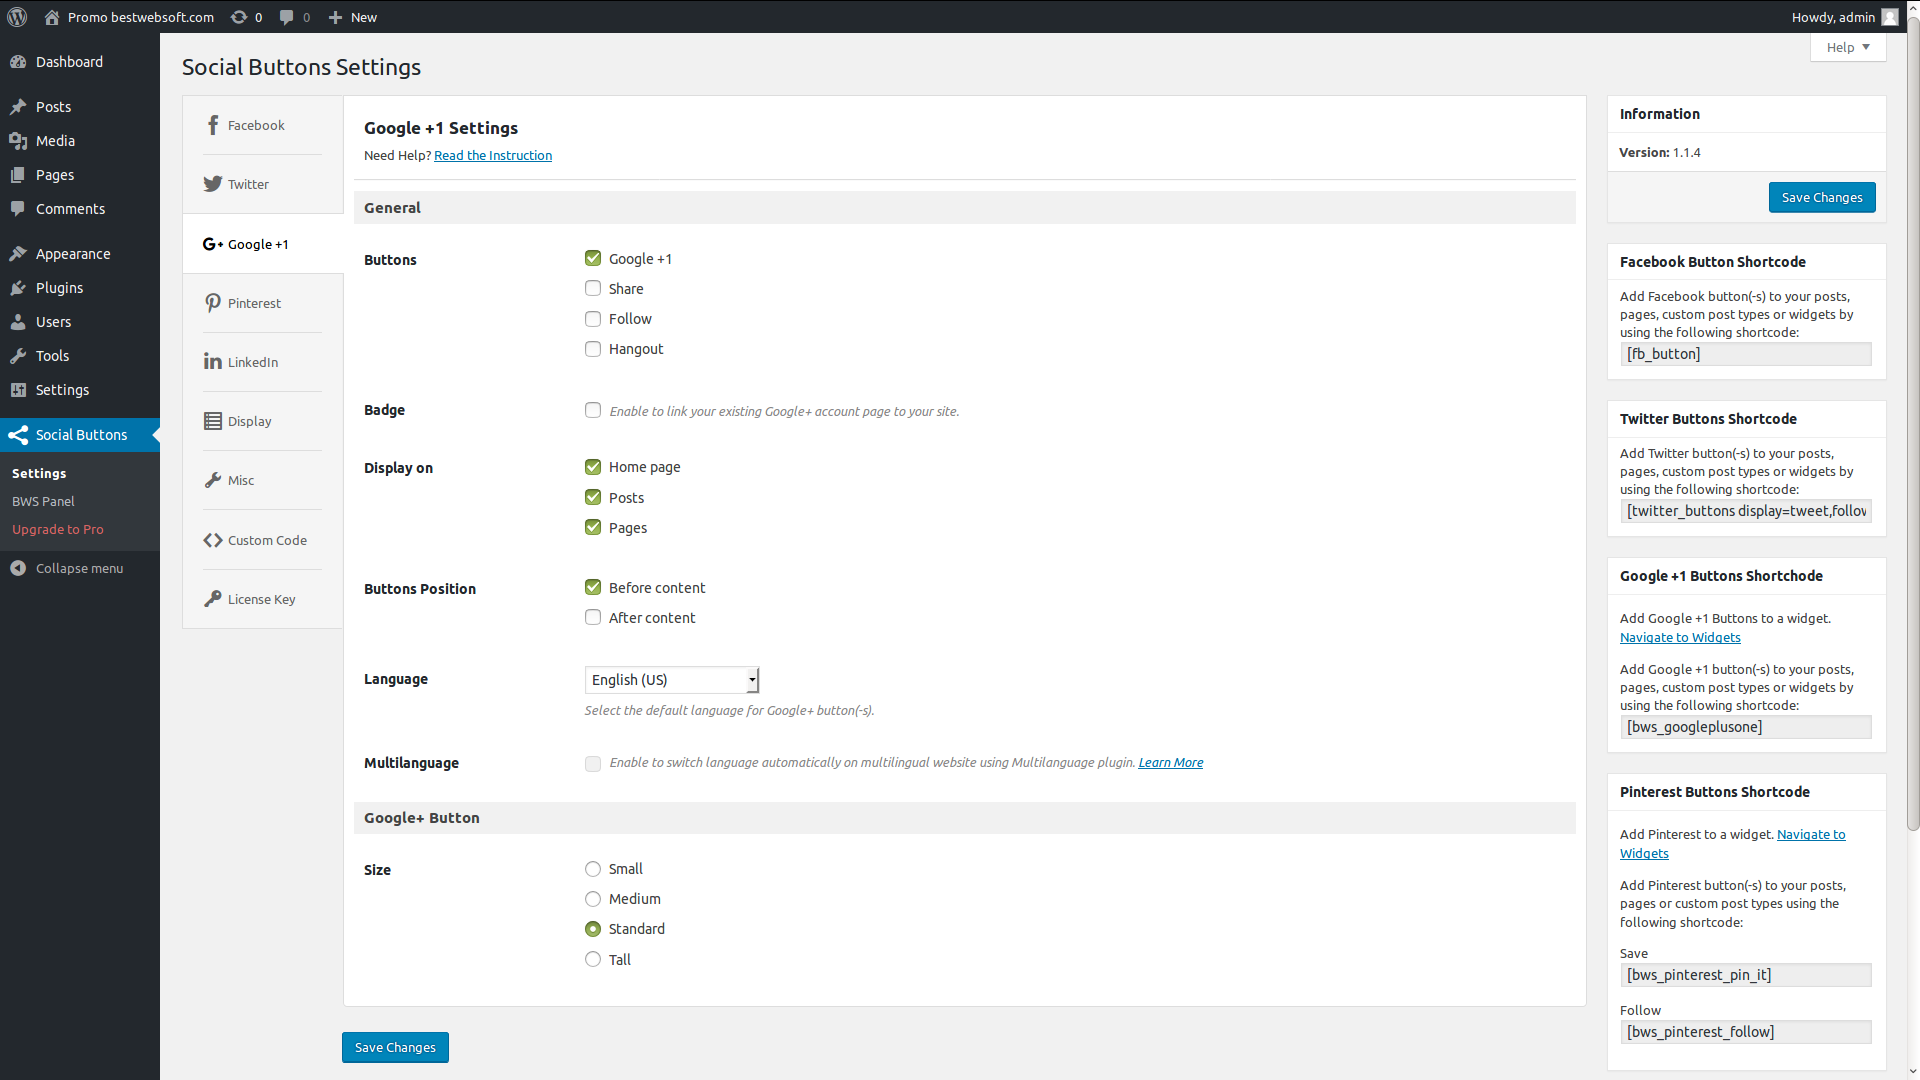 Promo bestwebsoft.com
0
0
New
Howdy, admin
Dashboard
Posts
Media
Pages
Comments
Appearance
Plugins
Users
Tools
Settings
Social Buttons
Settings
BWS Panel
Upgrade to Pro
Collapse menu
Help
Social Buttons Settings
Facebook
Twitter
Google +1
Pinterest
LinkedIn
Display
Misc
Custom Code
License Key
Google +1 Settings
Need Help? Read the Instruction
General
Buttons
Google +1
Share
Follow
Hangout
Badge
Enable to link your existing Google+ account page to your site.
Display on
Home page
Posts
Pages
Buttons Position
Before content
After content
Language
English (US)
Select the default language for Google+ button(-s).
Multilanguage
Enable to switch language automatically on multilingual website using Multilanguage plugin. Learn More
Google+ Button
Size
Small
Medium
Standard
Tall
Save Changes
Information
Version: 1.1.4
Save Changes
Facebook Button Shortcode
Add Facebook button(-s) to your posts,
pages, custom post types or widgets by
using the following shortcode:
[fb_button]
Twitter Buttons Shortcode
Add Twitter button(-s) to your posts,
pages, custom post types or widgets by
using the following shortcode:
[twitter_buttons display=tweet,follow
Google +1 Buttons Shortchode
Add Google +1 Buttons to a widget.
Navigate to Widgets
Add Google +1 button(-s) to your posts,
pages, custom post types or widgets by
using the following shortcode:
[bws_googleplusone]
Pinterest Buttons Shortcode
Add Pinterest to a widget. Navigate to
Widgets
Add Pinterest button(-s) to your posts,
pages or custom post types using the
following shortcode:
Save
[bws_pinterest_pin_it]
Follow
[bws_pinterest_follow]